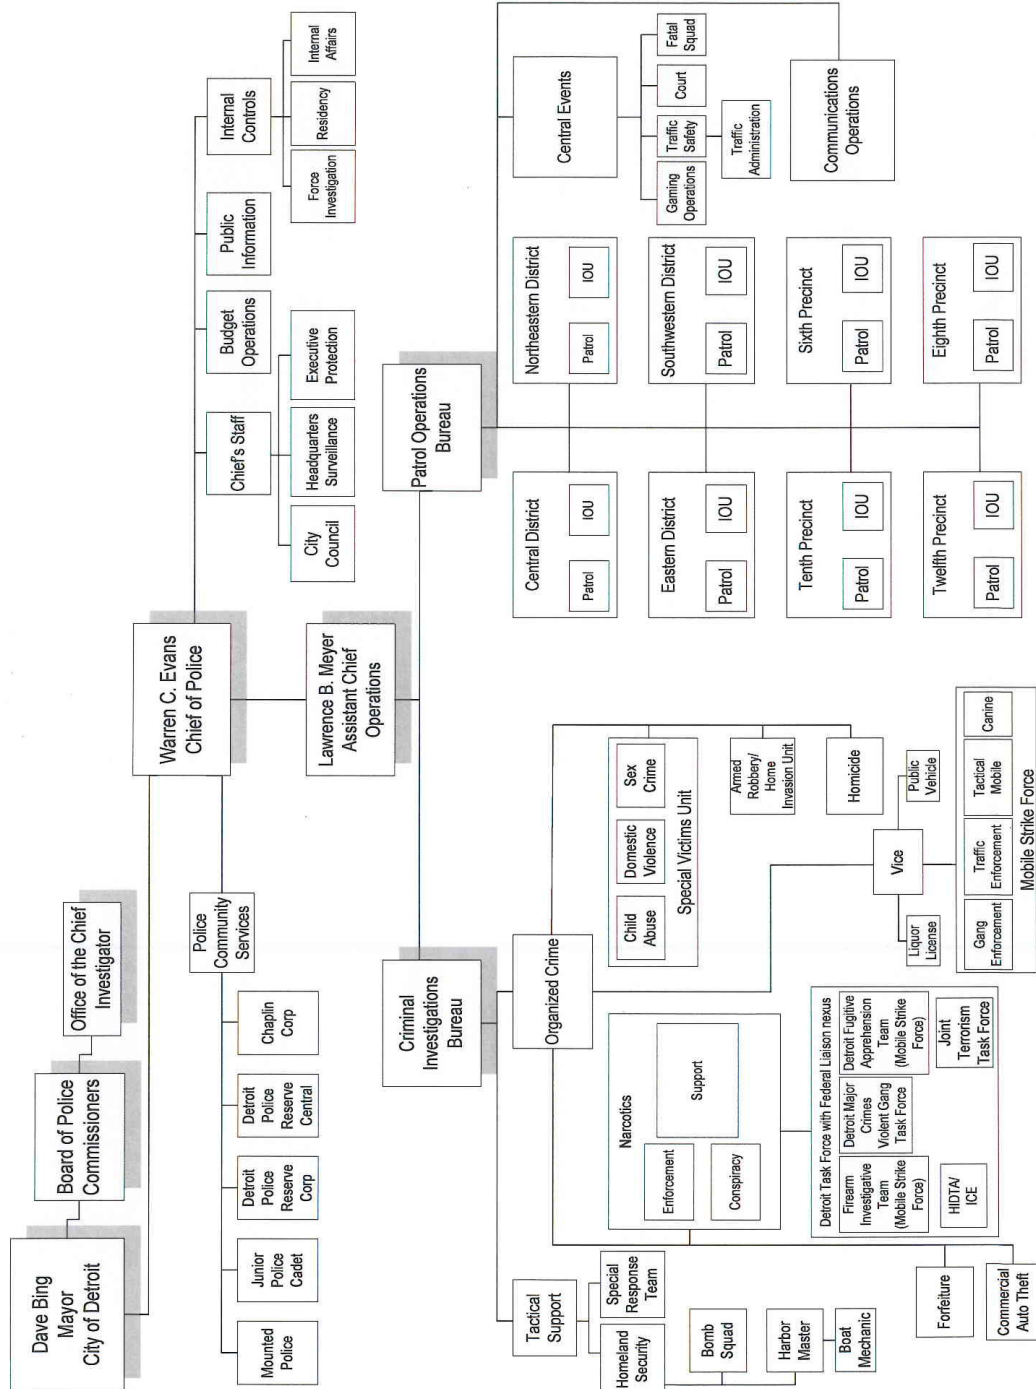 Dave Bing
Mayor
City of Detroit
Board of Police
Commissioners
Office of the Chief
Investigator
Warren C. Evans
Chief of Police
Lawrence B. Meyer
Assistant Chief
Operations
Police
Community
Services
Mounted
Police
Junior
Police
Cadet
Detroit
Police
Reserve
Corp
Detroit
Police
Reserve
Central
Chaplin
Corp
Chief's Staff
City
Council
Headquarters
Surveillance
Executive
Protection
Budget
Operations
Public
Information
Internal
Controls
Force
Investigation
Residency
Internal
Affairs
Criminal
Investigations
Bureau
Tactical
Support
Homeland
Security
Special
Response
Team
Bomb
Squad
Harbor
Master
Boat
Mechanic
Organized Crime
Narcotics
Enforcement
Conspiracy
Support
Detroit Task Force with Federal Liaison nexus
Firearm
Investigative
Team
(Mobile Strike
Force)
Detroit Major
Crimes
Violent Gang
Task Force
Detroit Fugitive
Apprehension
Team
(Mobile Strike
Force)
HIDTA/
ICE
Joint
Terrorism
Task Force
Forfeiture
Commercial
Auto Theft
Child
Abuse
Domestic
Violence
Sex
Crime
Special Victims Unit
Armed
Robbery/
Home
Invasion Unit
Homicide
Vice
Liquor
License
Public
Vehicle
Gang
Enforcement
Traffic
Enforcement
Tactical
Mobile
Canine
Mobile Strike Force
Patrol Operations
Bureau
Central District
Patrol
IOU
Northeastern District
Patrol
IOU
Eastern District
Patrol
IOU
Southwestern District
Patrol
IOU
Tenth Precinct
Patrol
IOU
Sixth Precinct
Patrol
IOU
Twelfth Precinct
Patrol
IOU
Eighth Precinct
Patrol
IOU
Central Events
Gaming
Operations
Traffic
Safety
Court
Fatal
Squad
Traffic
Administration
Communications
Operations